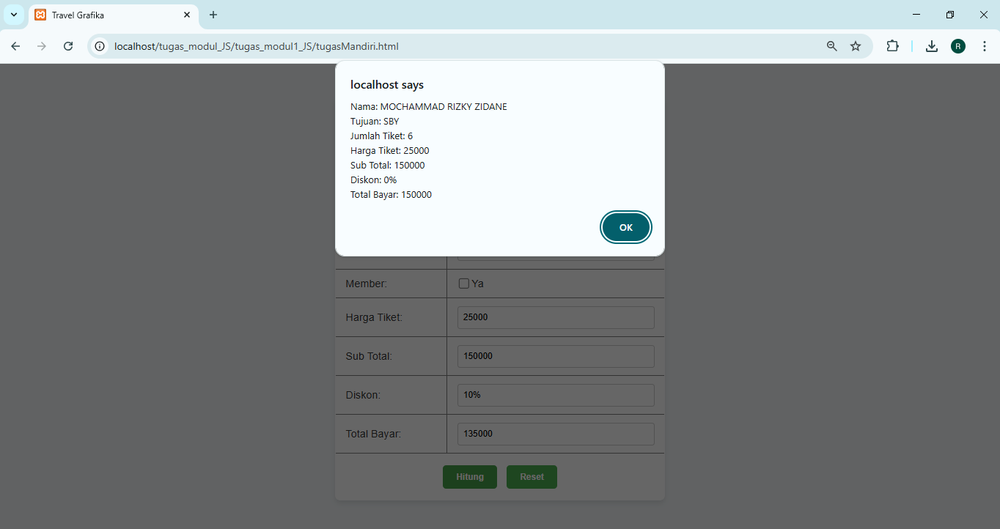 Travel Grafika
localhost/tugas_modul_JS/tugas_modul1_JS/tugasMandiri.html
R
localhost says
Nama: MOCHAMMAD RIZKY ZIDANE
Tujuan: SBY
Jumlah Tiket: 6
Harga Tiket: 25000
Sub Total: 150000
Diskon: 0%
Total Bayar: 150000
OK
Member: Ya
Harga Tiket: 25000
Sub Total: 150000
Diskon: 10%
Total Bayar: 135000
Hitung Reset